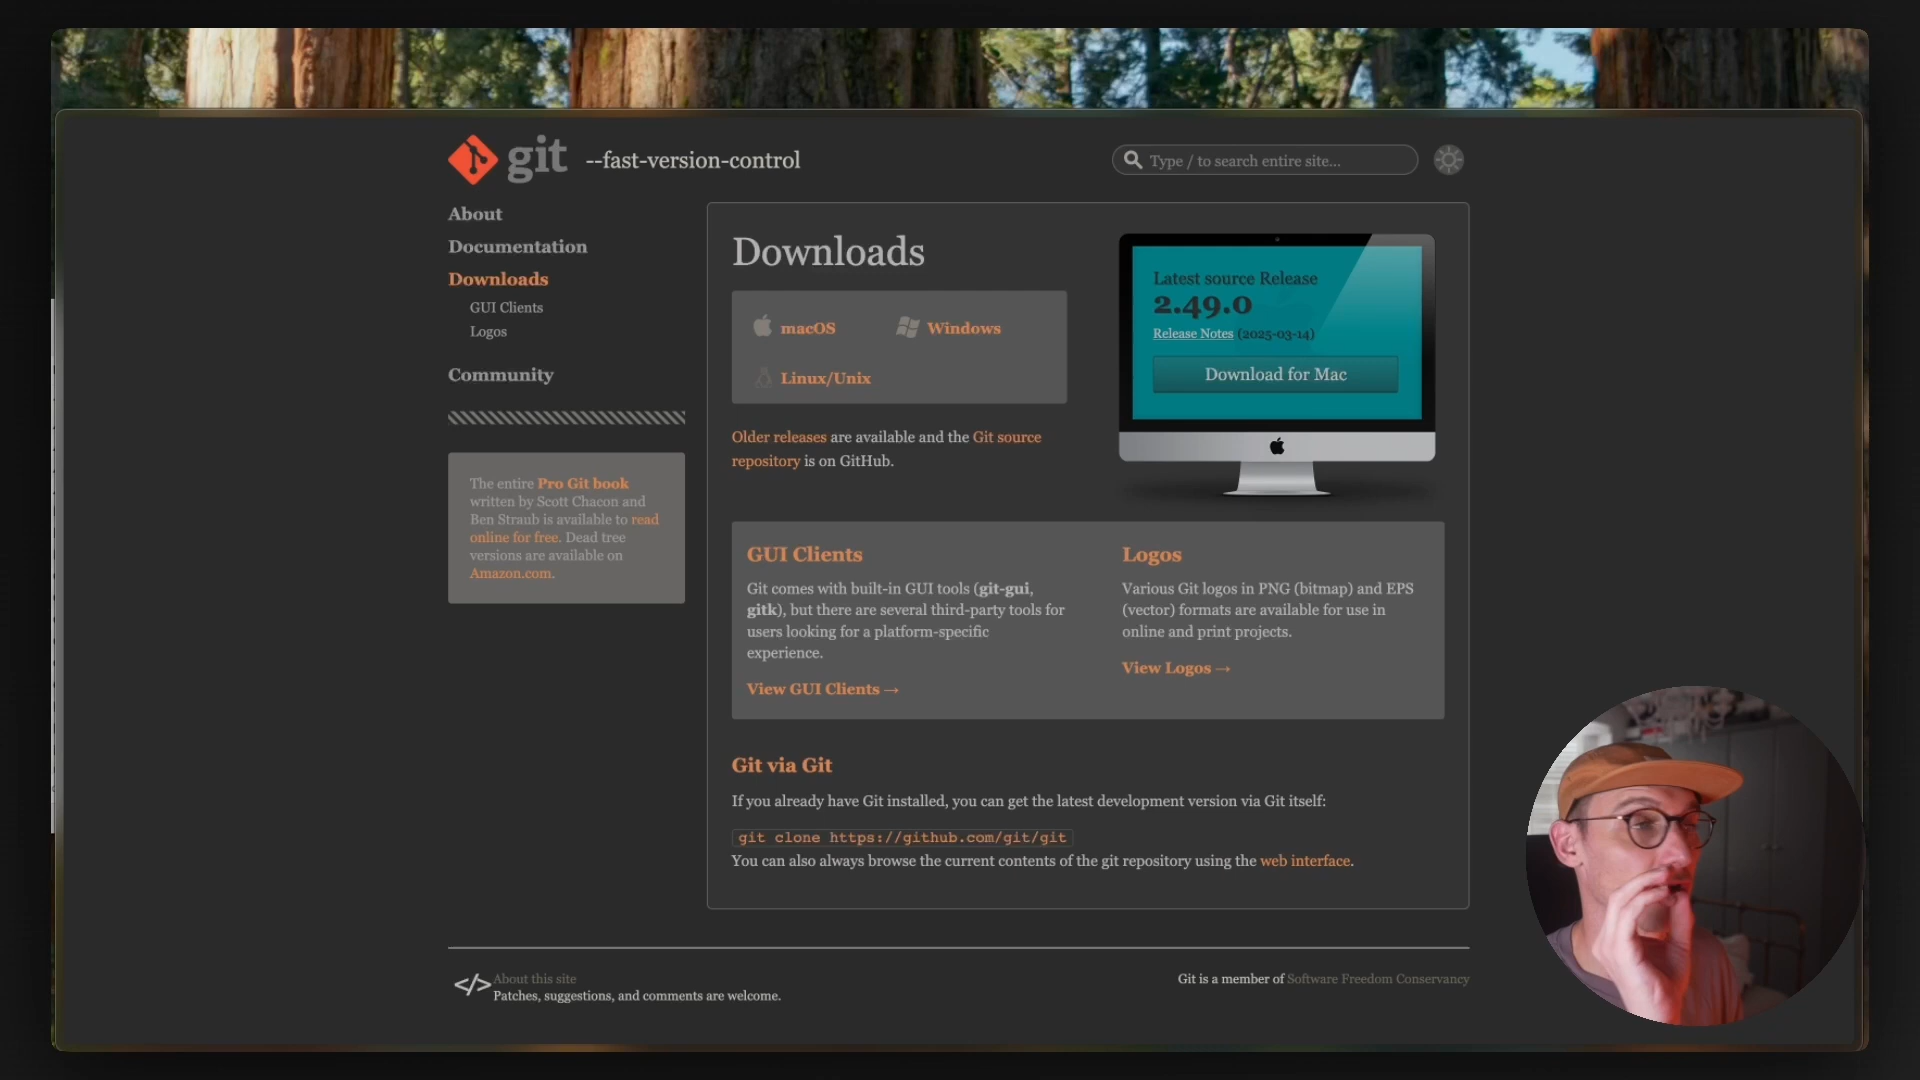 git --fast-version-control
Type / to search entire site...
About
Documentation
Downloads
GUI Clients
Logos
Community
The entire Pro Git book
written by Scott Chacon and
Ben Straub is available to read
online for free. Dead tree
versions are available on
Amazon.com.
Downloads
macOS
Windows
Linux/Unix
Older releases are available and the Git source
repository is on GitHub.
Latest source Release
2.49.0
Release Notes (2025-03-14)
Download for Mac
GUI Clients
Git comes with built-in GUI tools (git-gui,
gitk), but there are several third-party tools for
users looking for a platform-specific
experience.
View GUI Clients →
Logos
Various Git logos in PNG (bitmap) and EPS
(vector) formats are available for use in
online and print projects.
View Logos →
Git via Git
If you already have Git installed, you can get the latest development version via Git itself:
git clone https://github.com/git/git
You can also always browse the current contents of the git repository using the web interface.
</> About this site
Patches, suggestions, and comments are welcome.
Git is a member of Software Freedom Conservancy